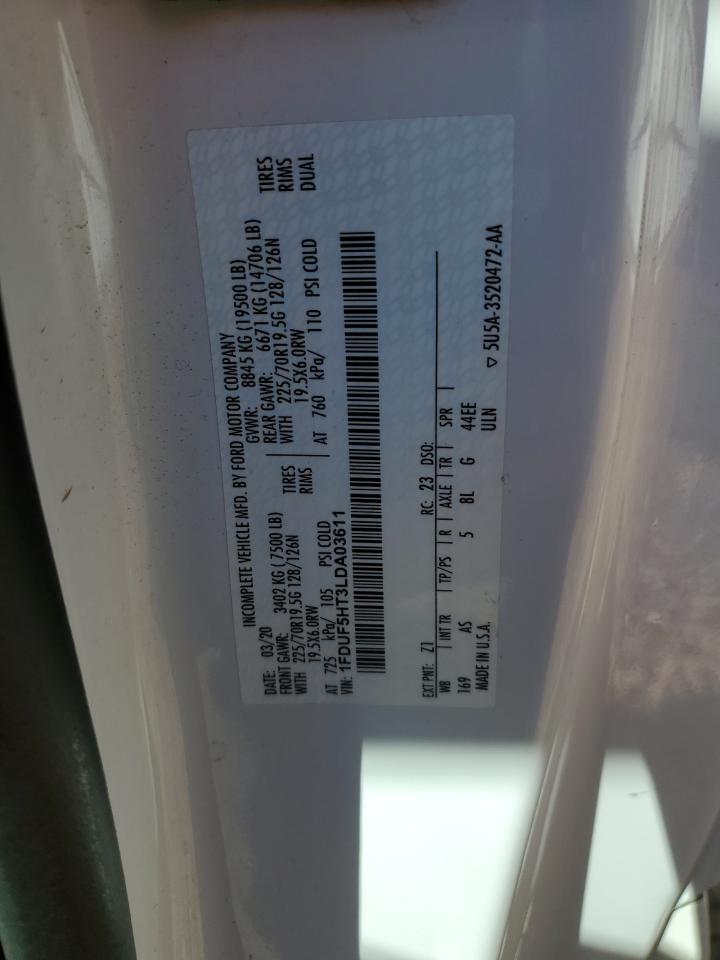 INCOMPLETE VEHICLE MFD. BY FORD MOTOR COMPANY
DATE: 03/20 GVWR: 8845 KG (19500 LB)
FRONT GAWR: 3402 KG ( 7500 LB) REAR GAWR: 6671 KG (14706 LB)
WITH 225/70R19.5G 128/126N TIRES WITH 225/70R19.5G 128/126N TIRES
19.5X6.0RW RIMS 19.5X6.0RW RIMS
AT 725 kPa/ 105 PSI COLD AT 760 kPa/ 110 PSI COLD DUAL
VIN: 1FDUF5HT3LDA03611
EXT PNT: Z1 RC: 23 DSO:
WB INT TR TP/PS R AXLE TR SPR
169 AS 5 8L G 44EE
MADE IN U.S.A. ULN
▽ 5U5A-3520472-AA